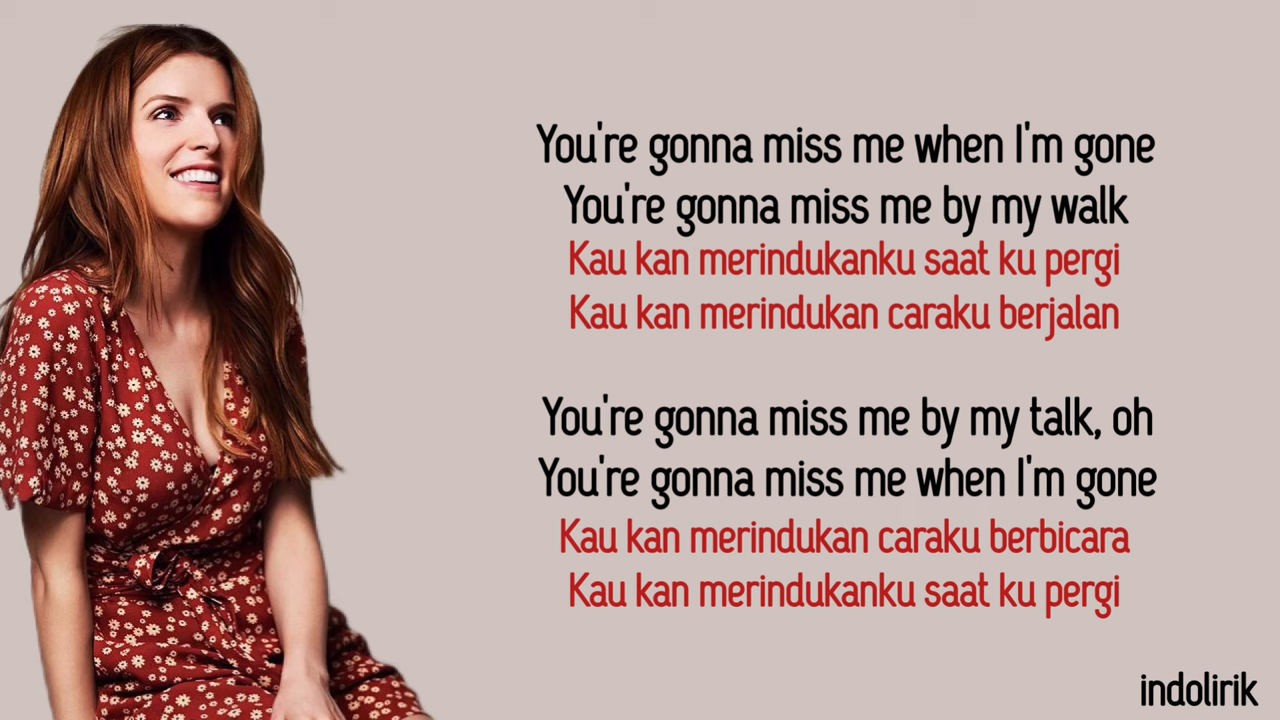 You're gonna miss me when I'm gone
You're gonna miss me by my walk
Kau kan merindukanku saat ku pergi
Kau kan merindukan caraku berjalan
You're gonna miss me by my talk, oh
You're gonna miss me when I'm gone
Kau kan merindukan caraku berbicara
Kau kan merindukanku saat ku pergi
indolirik